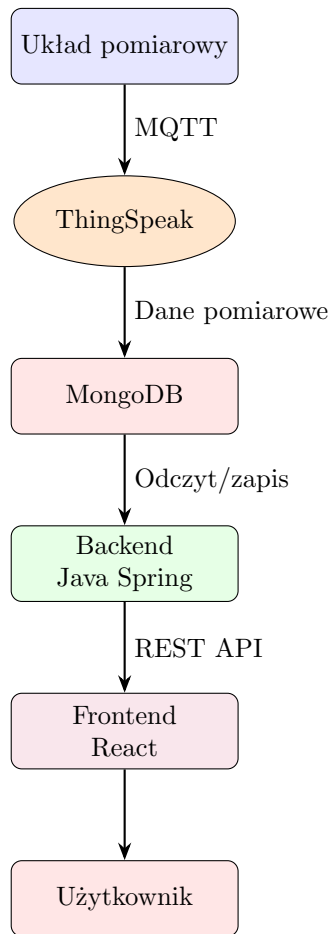 Układ pomiarowy
MQTT
ThingSpeak
Dane pomiarowe
MongoDB
Odczyt/zapis
Backend
Java Spring
REST API
Frontend
React
Użytkownik